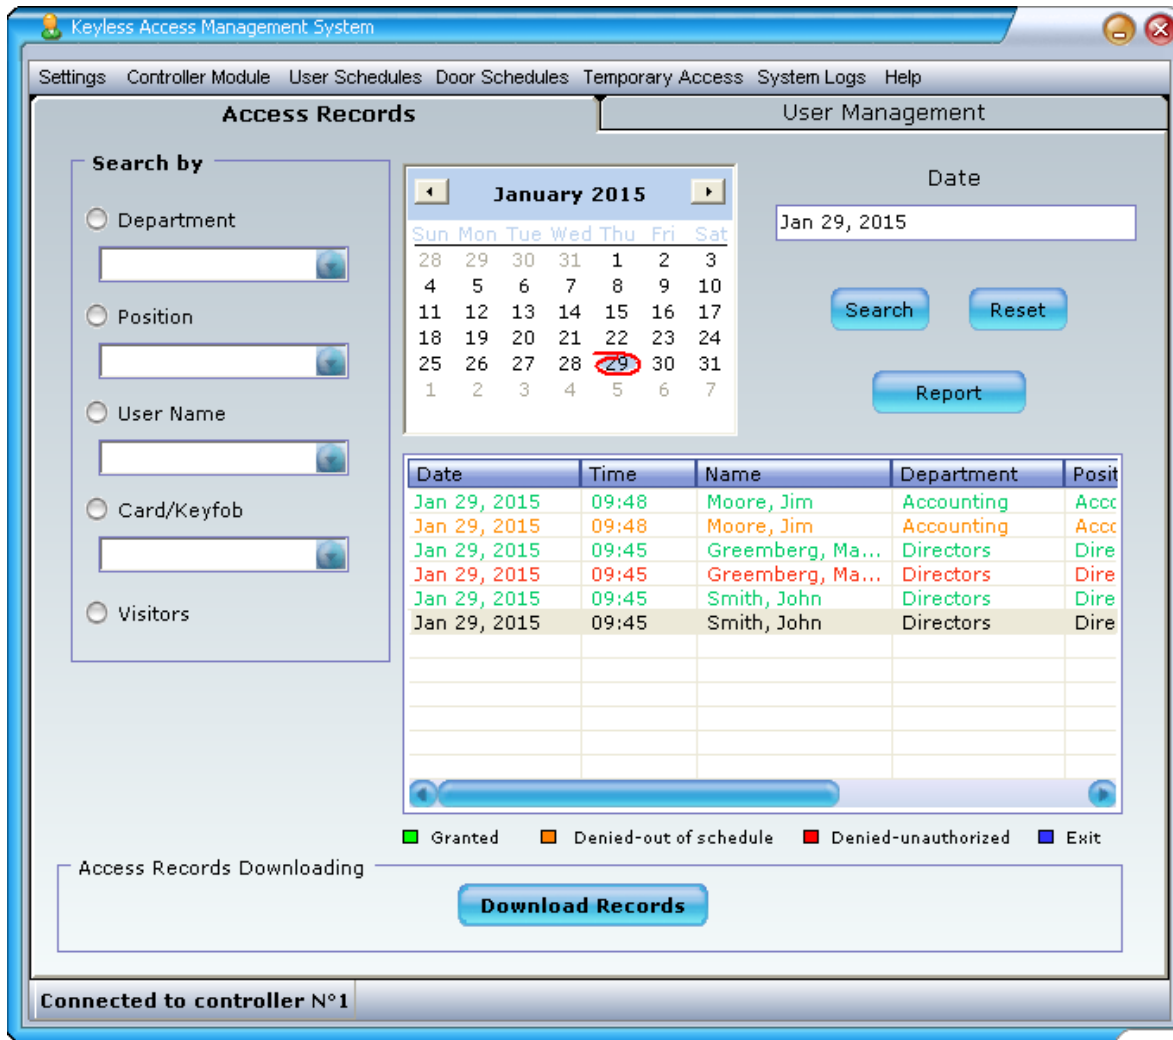 Keyless Access Management System
Settings Controller Module User Schedules Door Schedules Temporary Access System Logs Help
Access Records User Management
Search by
Department
Position
User Name
Card/Keyfob
Visitors
January 2015
Sun Mon Tue Wed Thu Fri Sat
28 29 30 31 1 2 3
4 5 6 7 8 9 10
11 12 13 14 15 16 17
18 19 20 21 22 23 24
25 26 27 28 29 30 31
1 2 3 4 5 6 7
Date
Jan 29, 2015
Search Reset
Report
Date Time Name Department Posit
Jan 29, 2015 09:48 Moore, Jim Accounting Acco
Jan 29, 2015 09:48 Moore, Jim Accounting Acco
Jan 29, 2015 09:45 Greemberg, Ma... Directors Dire
Jan 29, 2015 09:45 Greemberg, Ma... Directors Dire
Jan 29, 2015 09:45 Smith, John Directors Dire
Jan 29, 2015 09:45 Smith, John Directors Dire
Granted Denied-out of schedule Denied-unauthorized Exit
Access Records Downloading
Download Records
Connected to controller N°1